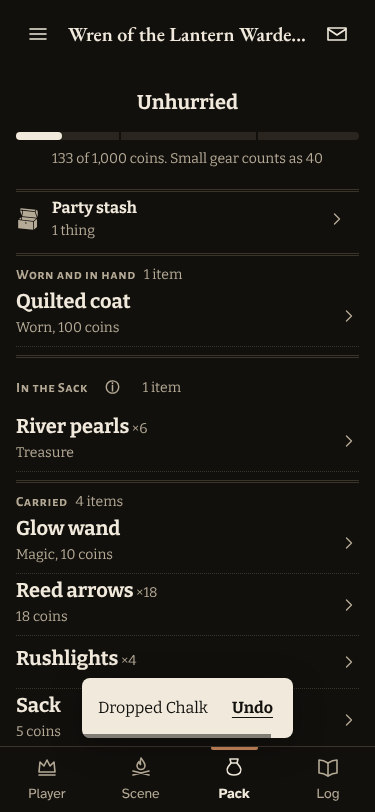 Wren of the Lantern Warde...
Unhurried
133 of 1,000 coins. Small gear counts as 40
Party stash
1 thing
Worn and in hand 1 item
Quilted coat
Worn, 100 coins
In the Sack 1 item
River pearls ×6
Treasure
Carried 4 items
Glow wand
Magic, 10 coins
Reed arrows ×18
18 coins
Rushlights ×4
Sack
5 coins
Dropped Chalk Undo
Player Scene Pack Log